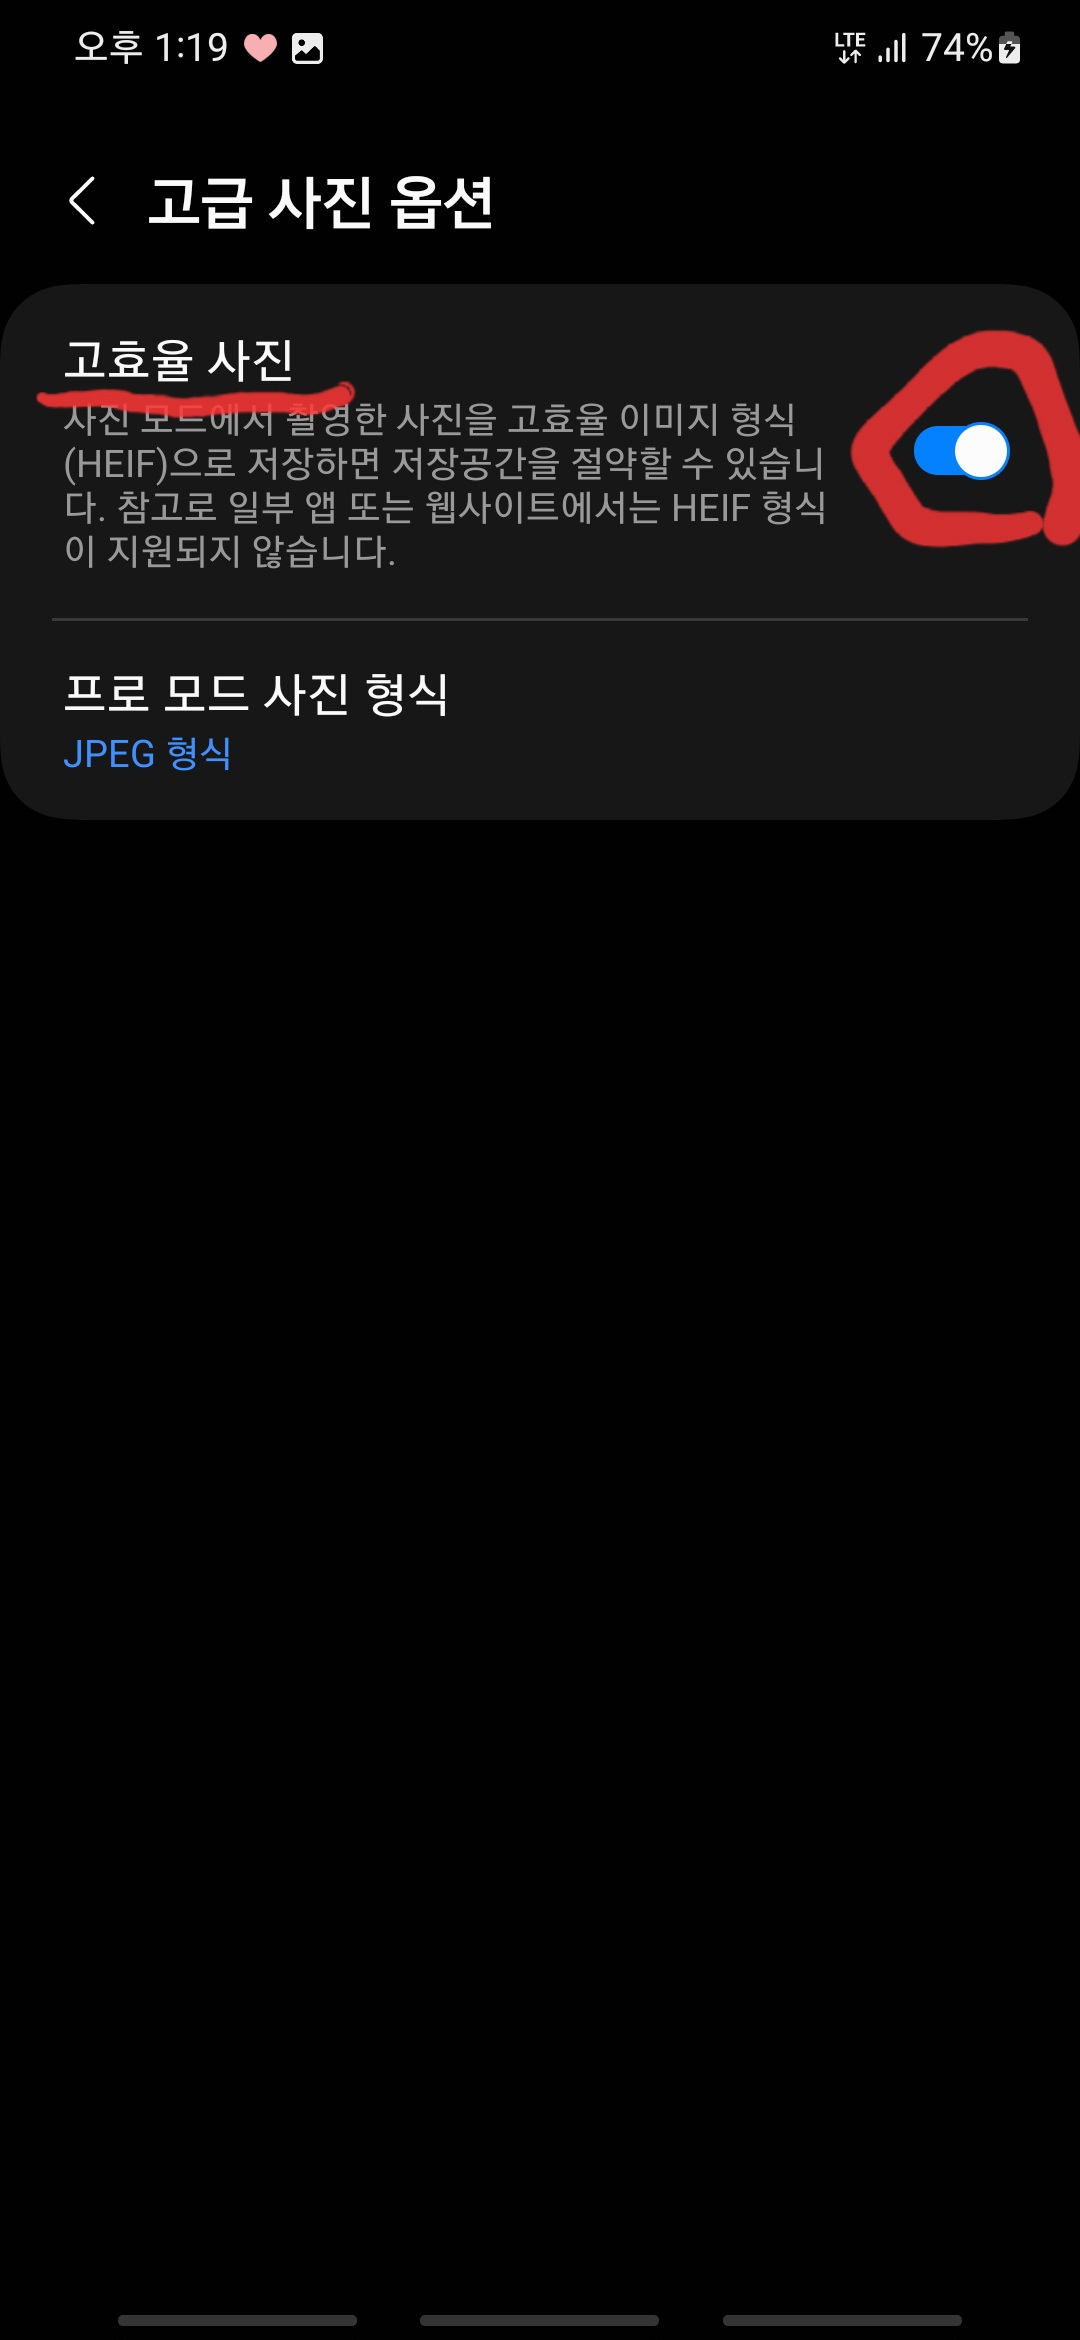 오후 1:19 LTE 74%
고급 사진 옵션
고효율 사진
사진 모드에서 촬영한 사진을 고효율 이미지 형식
(HEIF)으로 저장하면 저장공간을 절약할 수 있습니
다. 참고로 일부 앱 또는 웹사이트에서는 HEIF 형식
이 지원되지 않습니다.
프로 모드 사진 형식
JPEG 형식